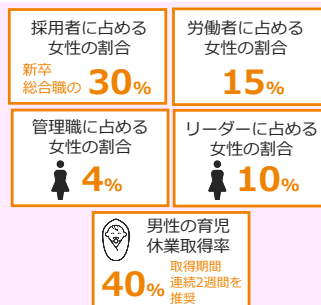 採用者に占める
女性の割合
新卒
総合職の 30%
労働者に占める
女性の割合
15%
管理職に占める
女性の割合
4%
リーダーに占める
女性の割合
10%
男性の育児
休業取得率
40%
取得期間
連続2週間を
推奨